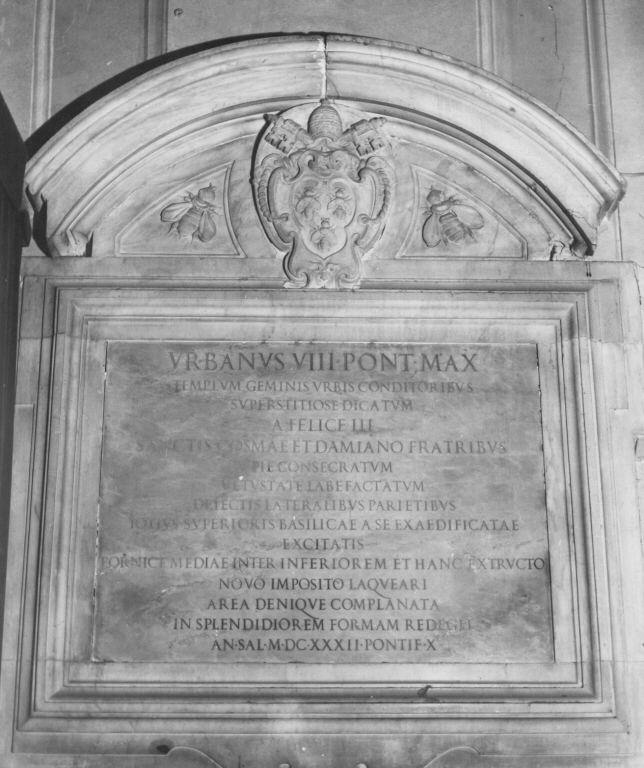 VRBANVS VIII·PONT·MAX
TEMPLVM GEMINIS VRBIS CONDITORIBVS
SVPERSTITIOSE DICATVM
A FELICE III
SANCTIS COSMAE ET DAMIANO FRATRIBVS
PIE CONSECRATVM
VETVSTATE LABEFACTATVM
DEIECTIS LATERALIBVS PARIETIBVS
TOTIVS SVPERIORIS BASILICAE A SE EXAEDIFICATAE
EXCITATIS
FORNICE MEDIAE INTER INFERIOREM ET HANC EXTRVCTO
NOVO IMPOSITO LAQVEARI
AREA DENIQVE COMPLANATA
IN SPLENDIDIOREM FORMAM REDEGIT
AN·SAL·M·DC·XXXII·PONTIF·X